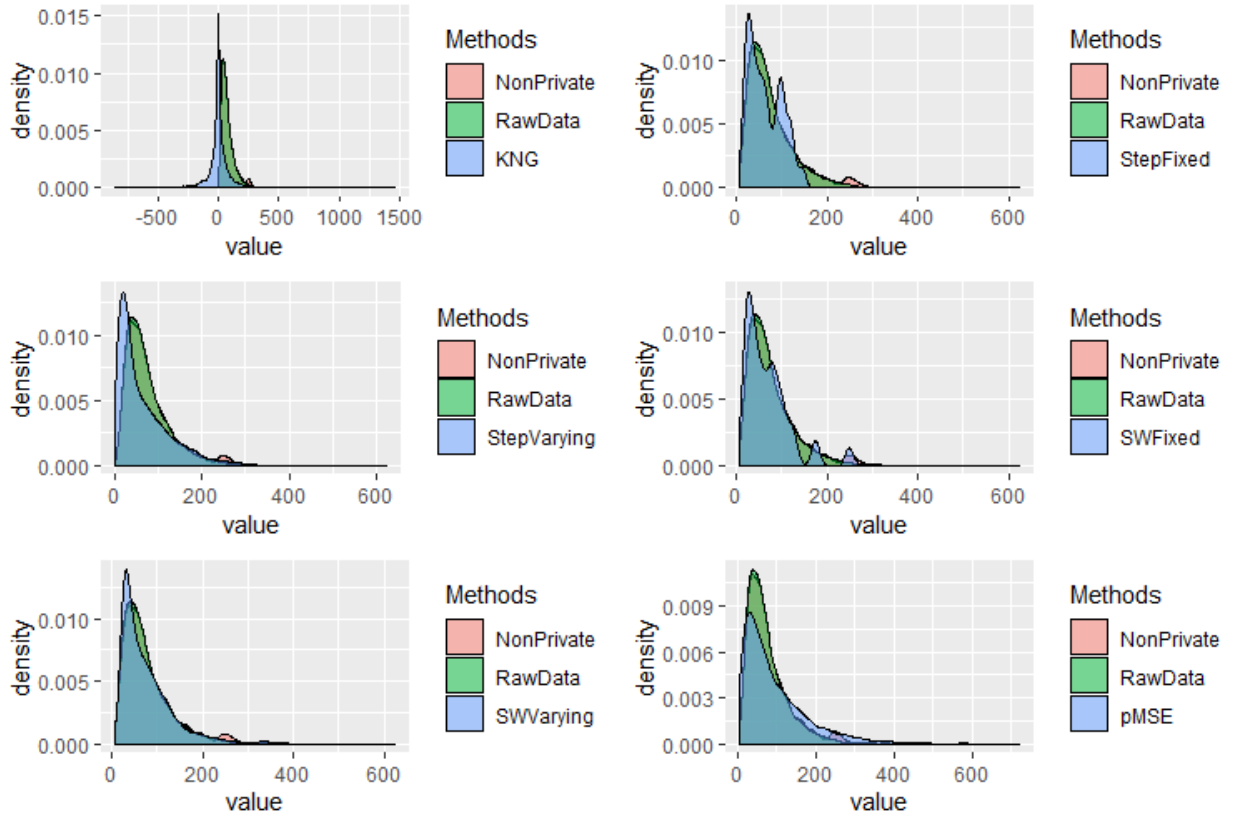 0.015
0.010
0.005
0.000
density
-500 0 500 1000 1500
value
Methods
NonPrivate
RawData
KNG
0.010
0.005
0.000
density
0 200 400 600
value
Methods
NonPrivate
RawData
StepFixed
0.010
0.005
0.000
density
0 200 400 600
value
Methods
NonPrivate
RawData
StepVarying
0.010
0.005
0.000
density
0 200 400 600
value
Methods
NonPrivate
RawData
SWFixed
0.010
0.005
0.000
density
0 200 400 600
value
Methods
NonPrivate
RawData
SWVarying
0.009
0.006
0.003
0.000
density
0 200 400 600
value
Methods
NonPrivate
RawData
pMSE